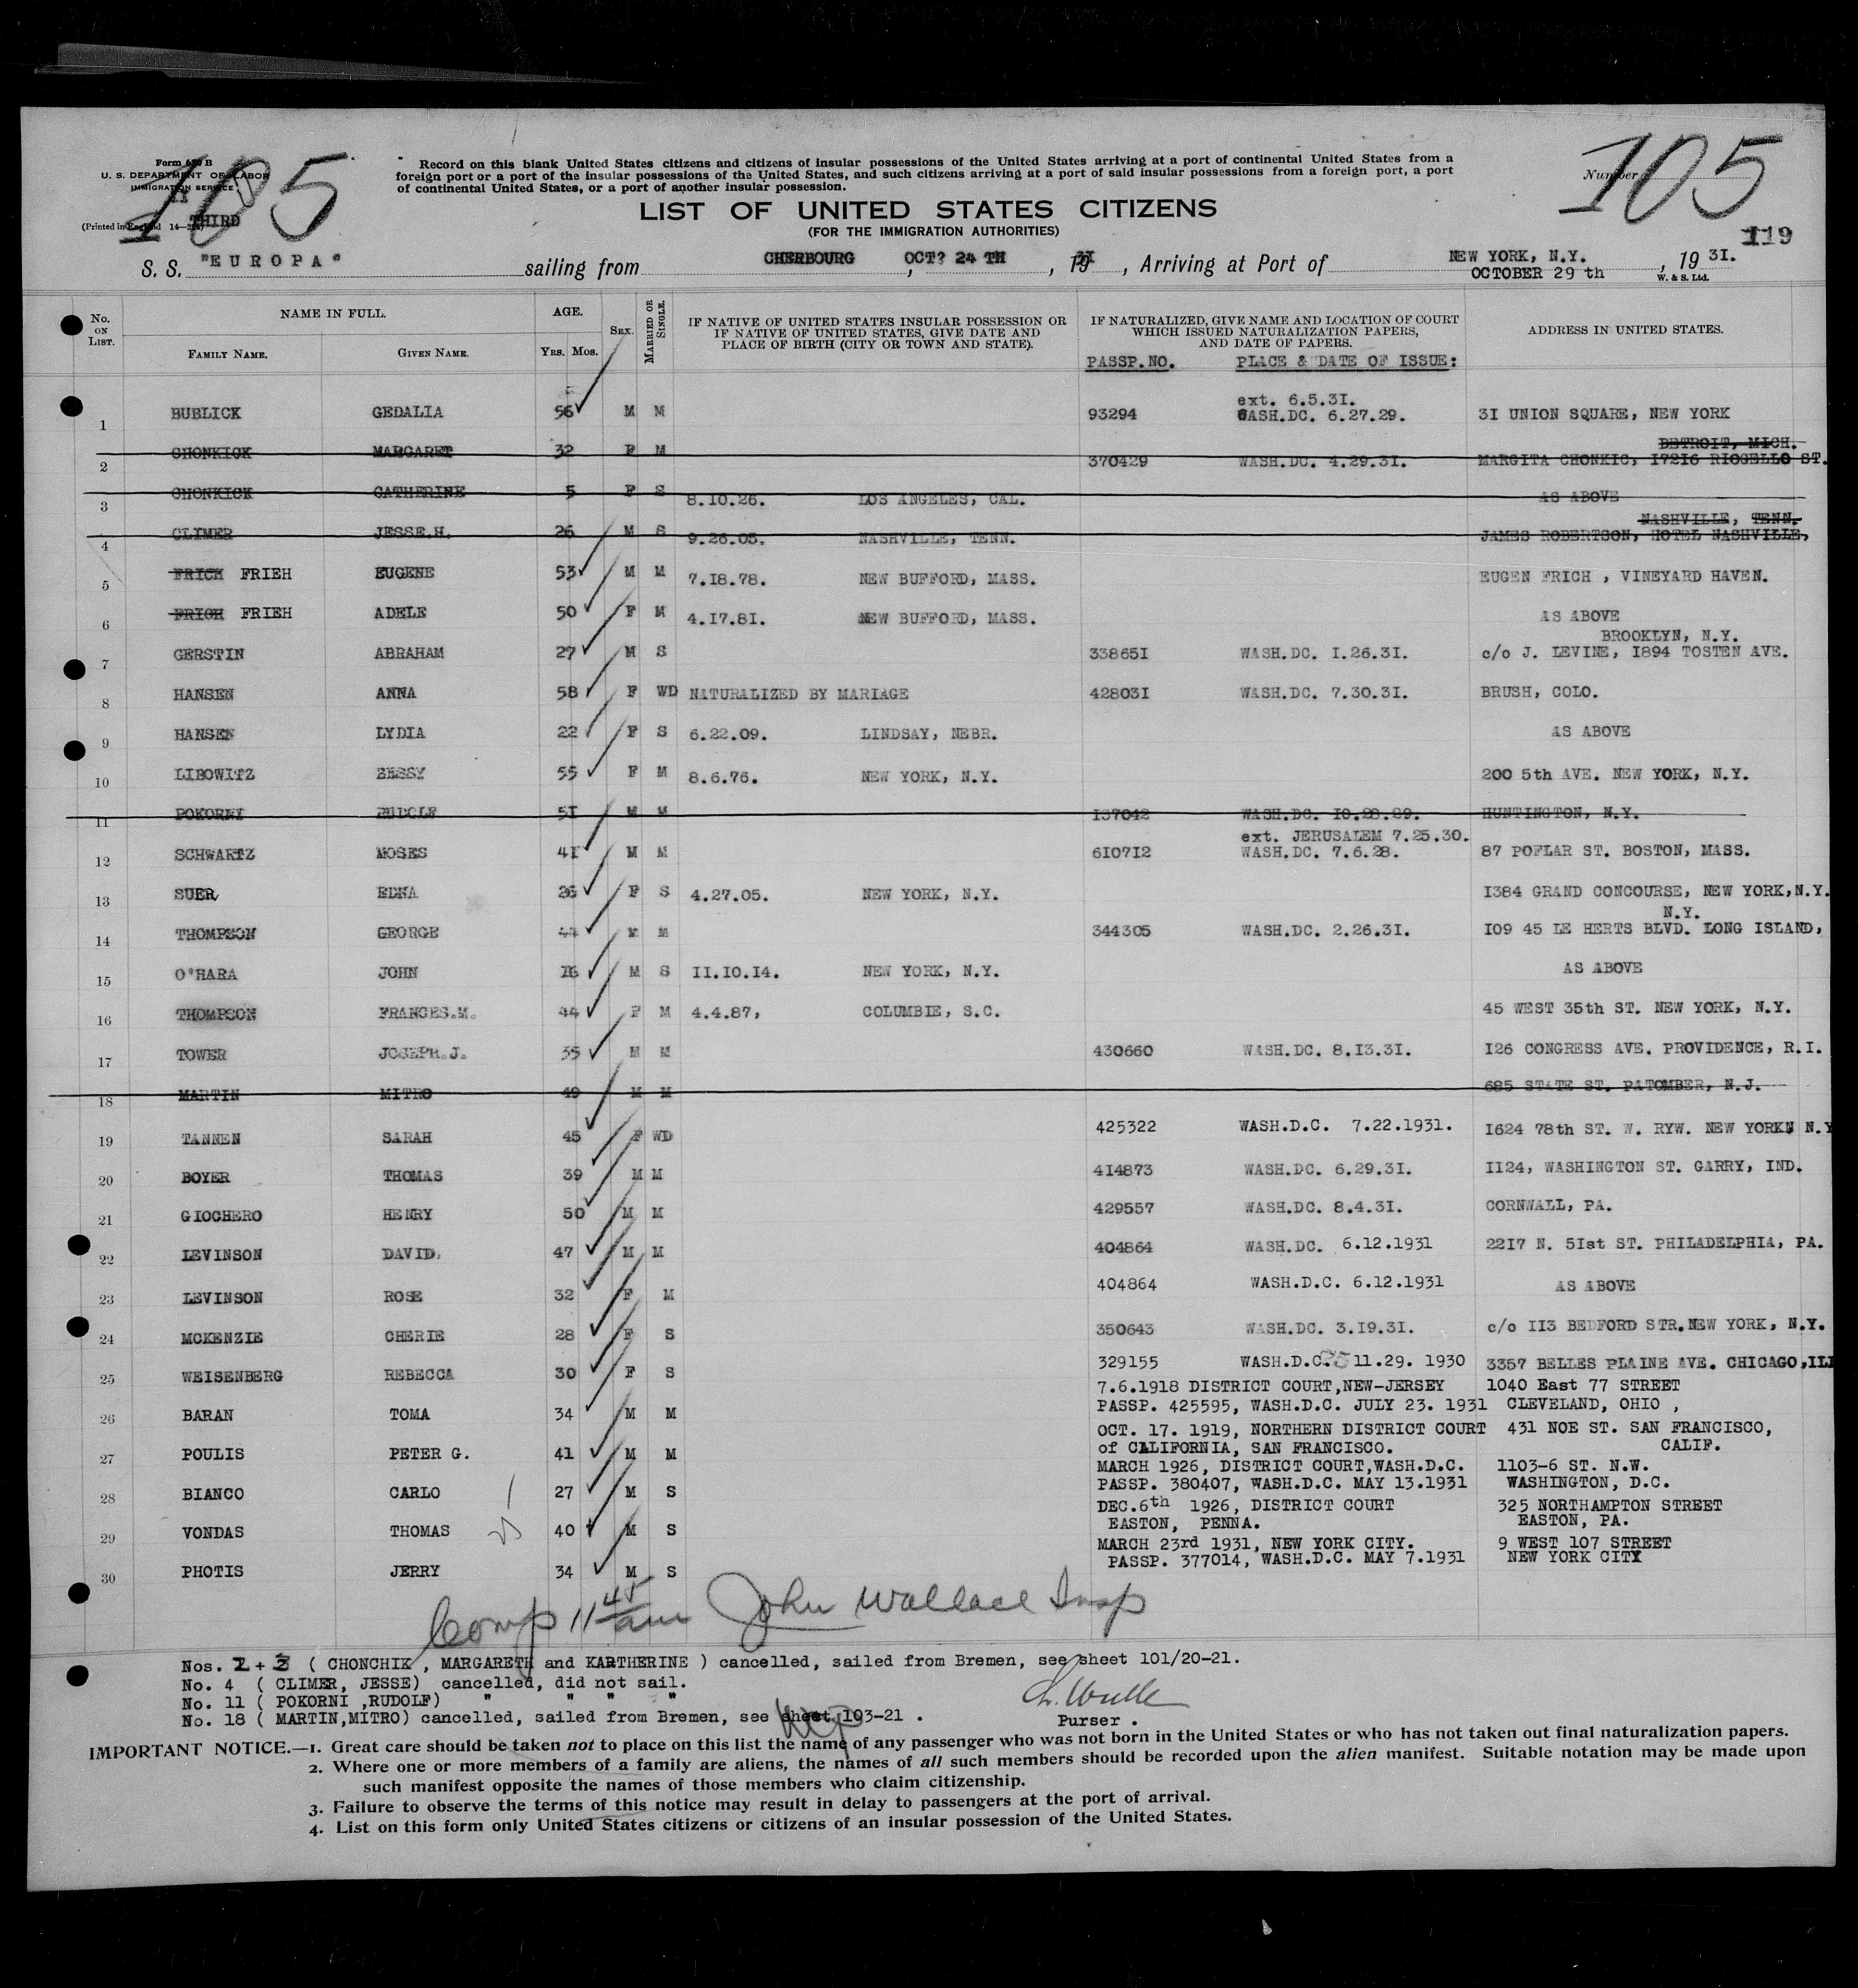 105
105
Form 630 B
U. S. DEPARTMENT OF LABOR
IMMIGRATION SERVICE
THIRD
(Printed in England 14—
Record on this blank United States citizens and citizens of insular possessions of the United States arriving at a port of continental United States from a
foreign port or a port of the insular possessions of the United States, and such citizens arriving at a port of said insular possessions from a foreign port, a port
of continental United States, or a port of another insular possession.
Number
LIST OF UNITED STATES CITIZENS
(FOR THE IMMIGRATION AUTHORITIES)
119
S. S. "EUROPA" sailing from CHERBOURG, OCT? 24 TH, 1931, Arriving at Port of NEW YORK, N.Y. OCTOBER 29 th, 19 31.
W. & S. Ltd.
No. ON LIST. NAME IN FULL. AGE. SEX. MARRIED OR SINGLE. IF NATIVE OF UNITED STATES INSULAR POSSESSION OR IF NATIVE OF UNITED STATES, GIVE DATE AND PLACE OF BIRTH (CITY OR TOWN AND STATE). IF NATURALIZED, GIVE NAME AND LOCATION OF COURT WHICH ISSUED NATURALIZATION PAPERS, AND DATE OF PAPERS. ADDRESS IN UNITED STATES.
FAMILY NAME. GIVEN NAME. Yrs. Mos. PASSP.NO. PLACE & DATE OF ISSUE:
ext. 6.5.31.
1 BUBLICK GEDALIA 56 M M 93294 WASH.DC. 6.27.29. 31 UNION SQUARE, NEW YORK
DETROIT, MICH.
2 CHONKICK MARGARET 32 F M 370429 WASH.DC. 4.29.31. MARGITA CHONKIC, 17216 RIOGELLO ST.
3 CHONKICK CATHERINE 5 F S 8.10.26. LOS ANGELES, CAL. AS ABOVE
NASHVILLE, TENN.
4 CLIMER JESSE.H. 26 M S 9.26.05. NASHVILLE, TENN. JAMES ROBERTSON, HOTEL NASHVILLE,
5 FRICH FRIEH EUGENE 53 M M 7.18.78. NEW BUFFORD, MASS. EUGEN FRICH , VINEYARD HAVEN.
6 FRICH FRIEH ADELE 50 F M 4.17.81. NEW BUFFORD, MASS. AS ABOVE
BROOKLYN, N.Y.
7 GERSTIN ABRAHAM 27 M S 338651 WASH.DC. 1.26.31. c/o J. LEVINE, 1894 TOSTEN AVE.
8 HANSEN ANNA 58 F WD NATURALIZED BY MARIAGE 428031 WASH.DC. 7.30.31. BRUSH, COLO.
9 HANSEN LYDIA 22 F S 6.22.09. LINDSAY, NEBR. AS ABOVE
10 LIBOWITZ BESSY 55 F M 8.6.76. NEW YORK, N.Y. 200 5th AVE. NEW YORK, N.Y.
11 POKORNI RUDOLF 51 M M 137042 WASH.DC. 10.28.29. HUNTINGTON, N.Y.
ext. JERUSALEM 7.25.30.
12 SCHWARTZ MOSES 41 M M 610712 WASH.DC. 7.6.28. 87 POPLAR ST. BOSTON, MASS.
13 SUER EDNA 26 F S 4.27.05. NEW YORK, N.Y. 1384 GRAND CONCOURSE, NEW YORK,N.Y.
N.Y.
14 THOMPSON GEORGE 44 M M 344305 WASH.DC. 2.26.31. 109 45 LE HERTS BLVD. LONG ISLAND,
15 O'HARA JOHN 16 M S 11.10.14. NEW YORK, N.Y. AS ABOVE
16 THOMPSON FRANCES.M. 44 F M 4.4.87, COLUMBIE, S.C. 45 WEST 35th ST. NEW YORK, N.Y.
17 TOWER JOSEPH.J. 35 M M 430660 WASH.DC. 8.13.31. 126 CONGRESS AVE. PROVIDENCE, R.I.
18 MARTIN MITRO 49 M M 685 STATE ST. PATOMBER, N.J.
19 TANNEN SARAH 45 F WD 425322 WASH.D.C. 7.22.1931. 1624 78th ST. W. RYW. NEW YORKN N.Y
20 BOYER THOMAS 39 M M 414873 WASH.DC. 6.29.31. 1124, WASHINGTON ST. GARRY, IND.
21 GIOCHERO HENRY 50 M M 429557 WASH.DC. 8.4.31. CORNWALL, PA.
22 LEVINSON DAVID. 47 M M 404864 WASH.DC. 6.12.1931 2217 N. 51st ST. PHILADELPHIA, PA.
23 LEVINSON ROSE 32 F M 404864 WASH.D.C. 6.12.1931 AS ABOVE
24 MCKENZIE CHERIE 28 F S 350643 WASH.DC. 3.19.31. c/o 113 BEDFORD STR.NEW YORK, N.Y.
25 WEISENBERG REBECCA 30 F S 329155 WASH.D.C. 11.29. 1930 3357 BELLES PLAINE AVE. CHICAGO,ILL
7.6.1918 DISTRICT COURT,NEW-JERSEY 1040 East 77 STREET
26 BARAN TOMA 34 M M PASSP. 425595, WASH.D.C. JULY 23. 1931 CLEVELAND, OHIO ,
OCT. 17. 1919, NORTHERN DISTRICT COURT 431 NOE ST. SAN FRANCISCO,
27 POULIS PETER G. 41 M M of CALIFORNIA, SAN FRANCISCO. CALIF.
MARCH 1926, DISTRICT COURT,WASH.D.C. 1103-6 ST. N.W.
28 BIANCO CARLO 27 M S PASSP. 380407, WASH.D.C. MAY 13.1931 WASHINGTON, D.C.
DEC.6th 1926, DISTRICT COURT 325 NORTHAMPTON STREET
29 VONDAS THOMAS 40 M S EASTON, PENNA. EASTON, PA.
MARCH 23rd 1931, NEW YORK CITY. 9 WEST 107 STREET
30 PHOTIS JERRY 34 M S PASSP. 377014, WASH.D.C. MAY 7.1931 NEW YORK CITY
Comp 11 45 am John Wallace Insp
Nos. 2 + 3 ( CHONCHIK , MARGARETH and KARTHERINE ) cancelled, sailed from Bremen, see sheet 101/20-21.
No. 4 ( CLIMER, JESSE) cancelled, did not sail.
No. 11 ( POKORNI ,RUDOLF) " " " "
No. 18 ( MARTIN,MITRO) cancelled, sailed from Bremen, see sheet 103-21 .
Purser .
IMPORTANT NOTICE.—1. Great care should be taken not to place on this list the name of any passenger who was not born in the United States or who has not taken out final naturalization papers.
2. Where one or more members of a family are aliens, the names of all such members should be recorded upon the alien manifest. Suitable notation may be made upon
such manifest opposite the names of those members who claim citizenship.
3. Failure to observe the terms of this notice may result in delay to passengers at the port of arrival.
4. List on this form only United States citizens or citizens of an insular possession of the United States.